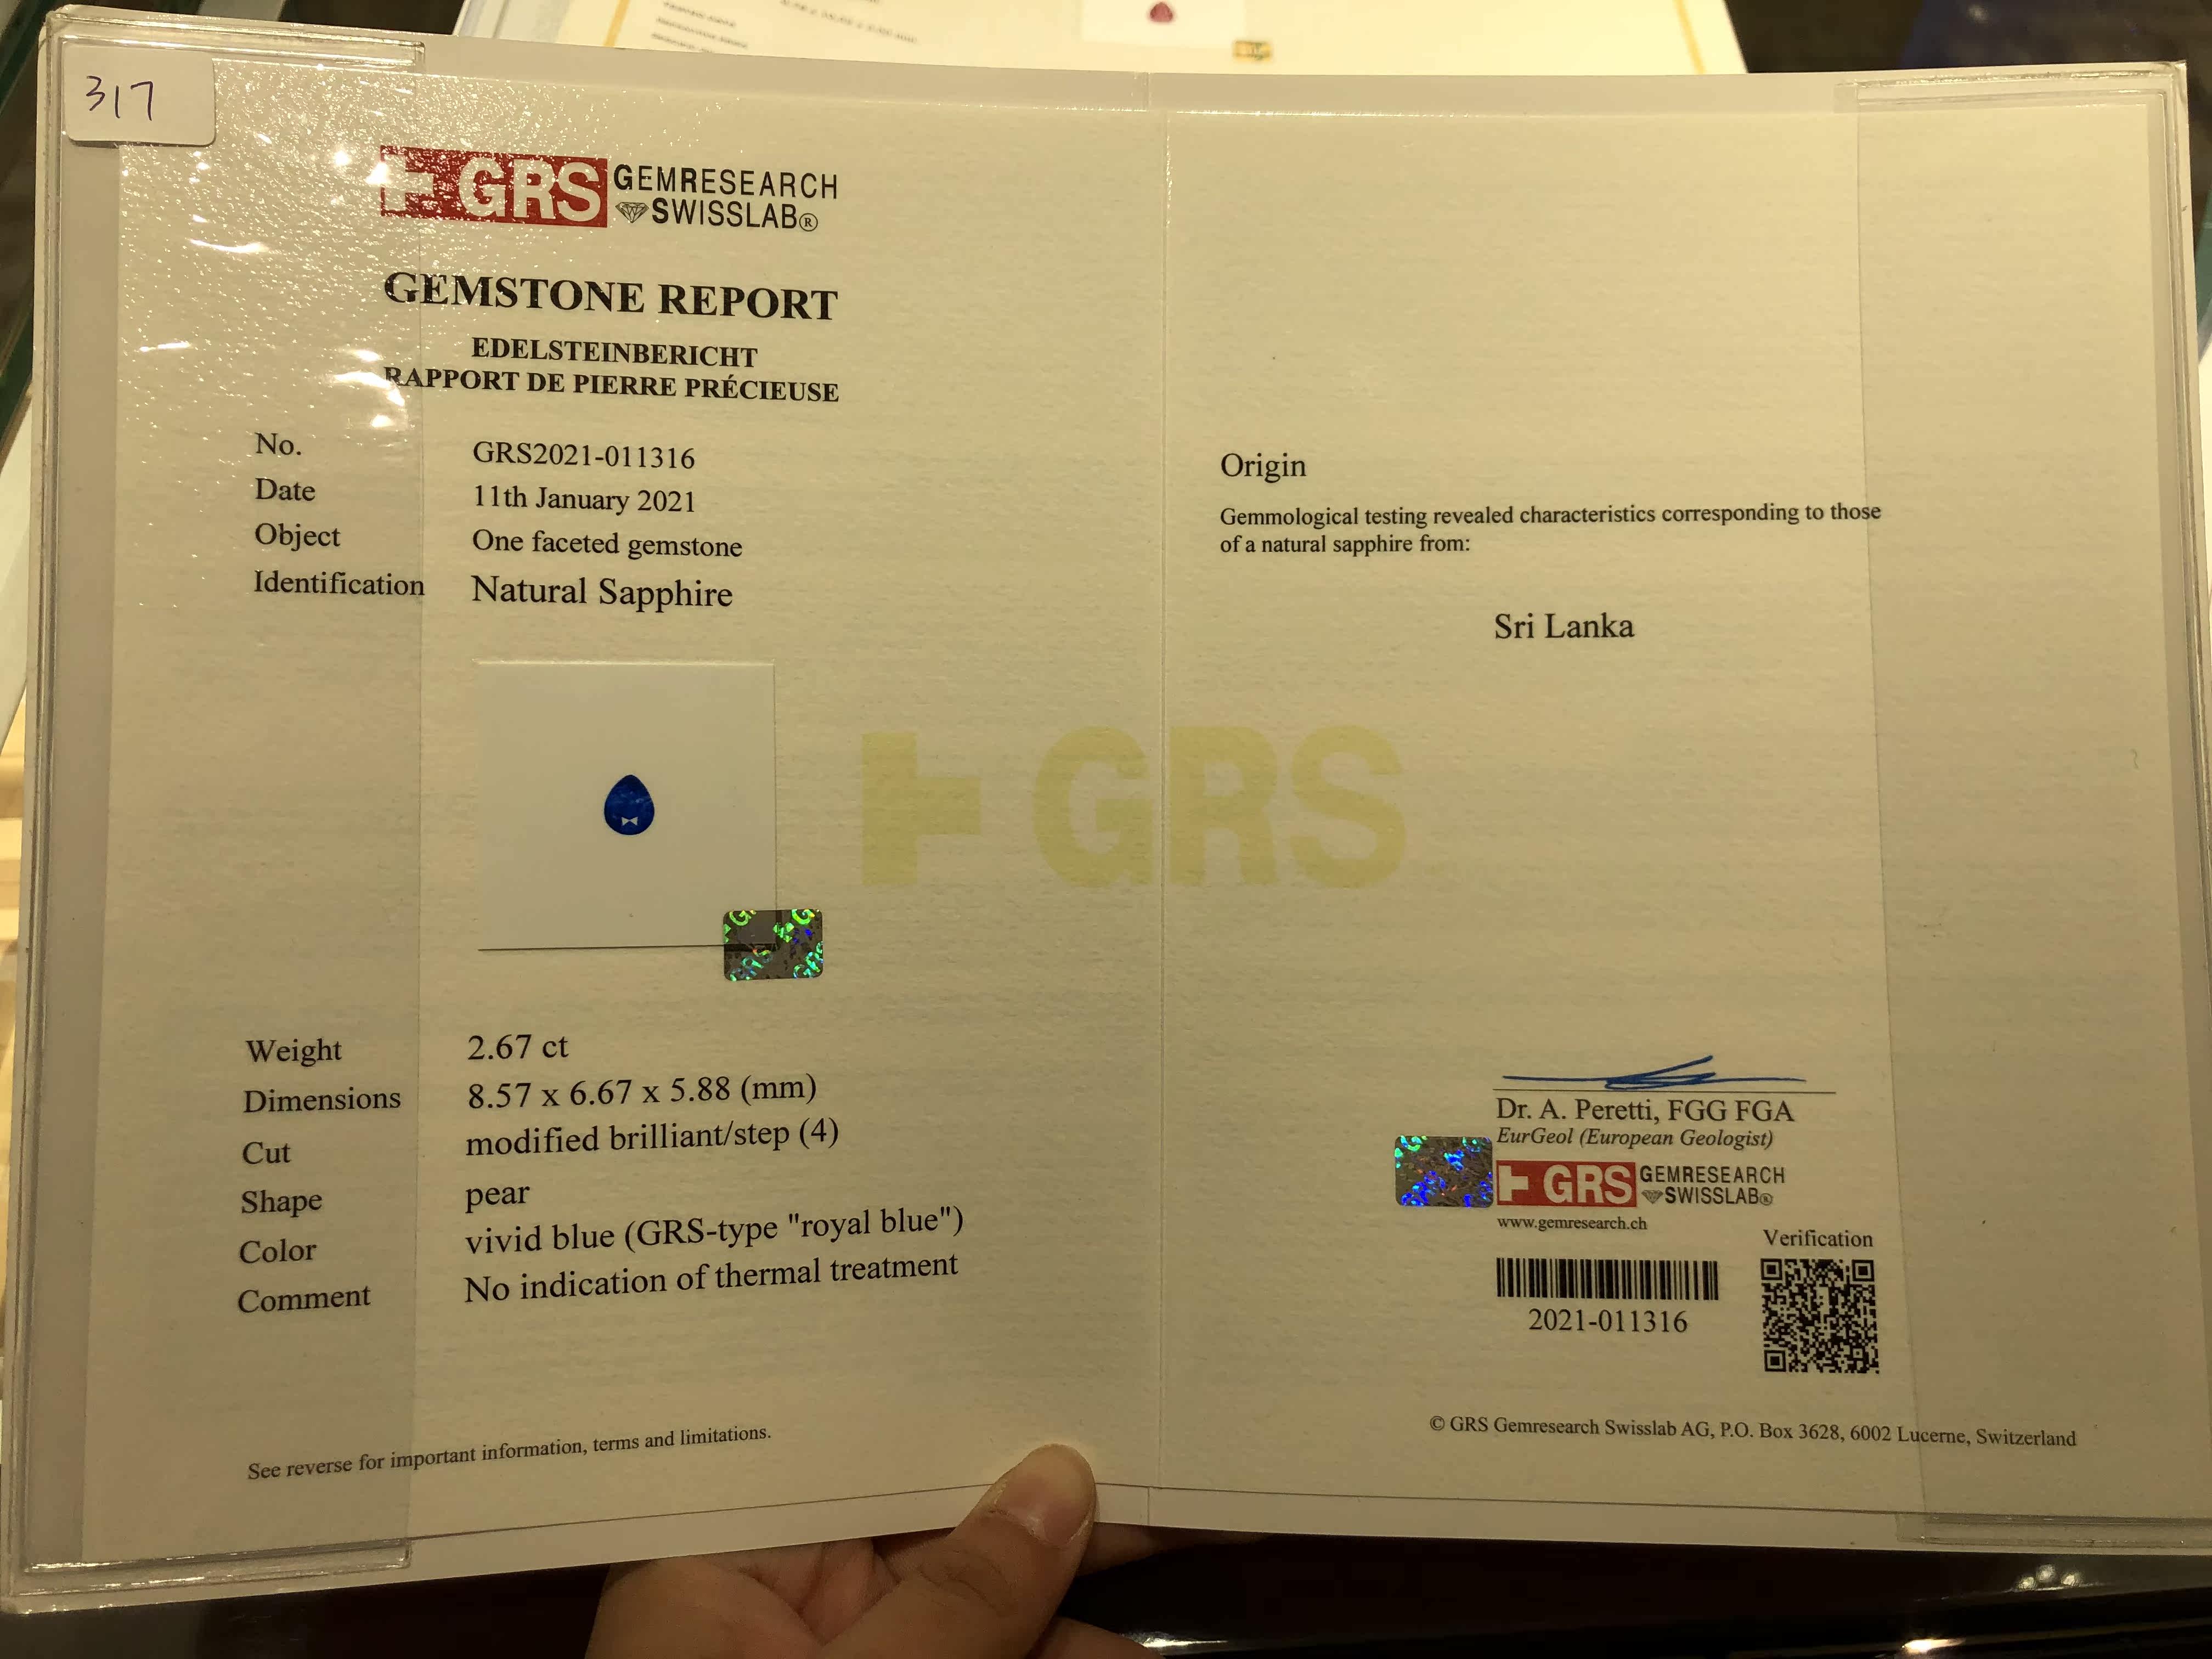 317
GRS GEMRESEARCH
SWISSLAB®
GEMSTONE REPORT
EDELSTEINBERICHT
RAPPORT DE PIERRE PRÉCIEUSE
No. GRS2021-011316
Date 11th January 2021
Object One faceted gemstone
Identification Natural Sapphire
Weight 2.67 ct
Dimensions 8.57 x 6.67 x 5.88 (mm)
Cut modified brilliant/step (4)
Shape pear
Color vivid blue (GRS-type "royal blue")
Comment No indication of thermal treatment
See reverse for important information, terms and limitations.
GRS
Origin
Gemmological testing revealed characteristics corresponding to those
of a natural sapphire from:
Sri Lanka
Dr. A. Peretti, FGG FGA
EurGeol (European Geologist)
GRS GEMRESEARCH
SWISSLAB®
www.gemresearch.ch
Verification
2021-011316
© GRS Gemresearch Swisslab AG, P.O. Box 3628, 6002 Lucerne, Switzerland